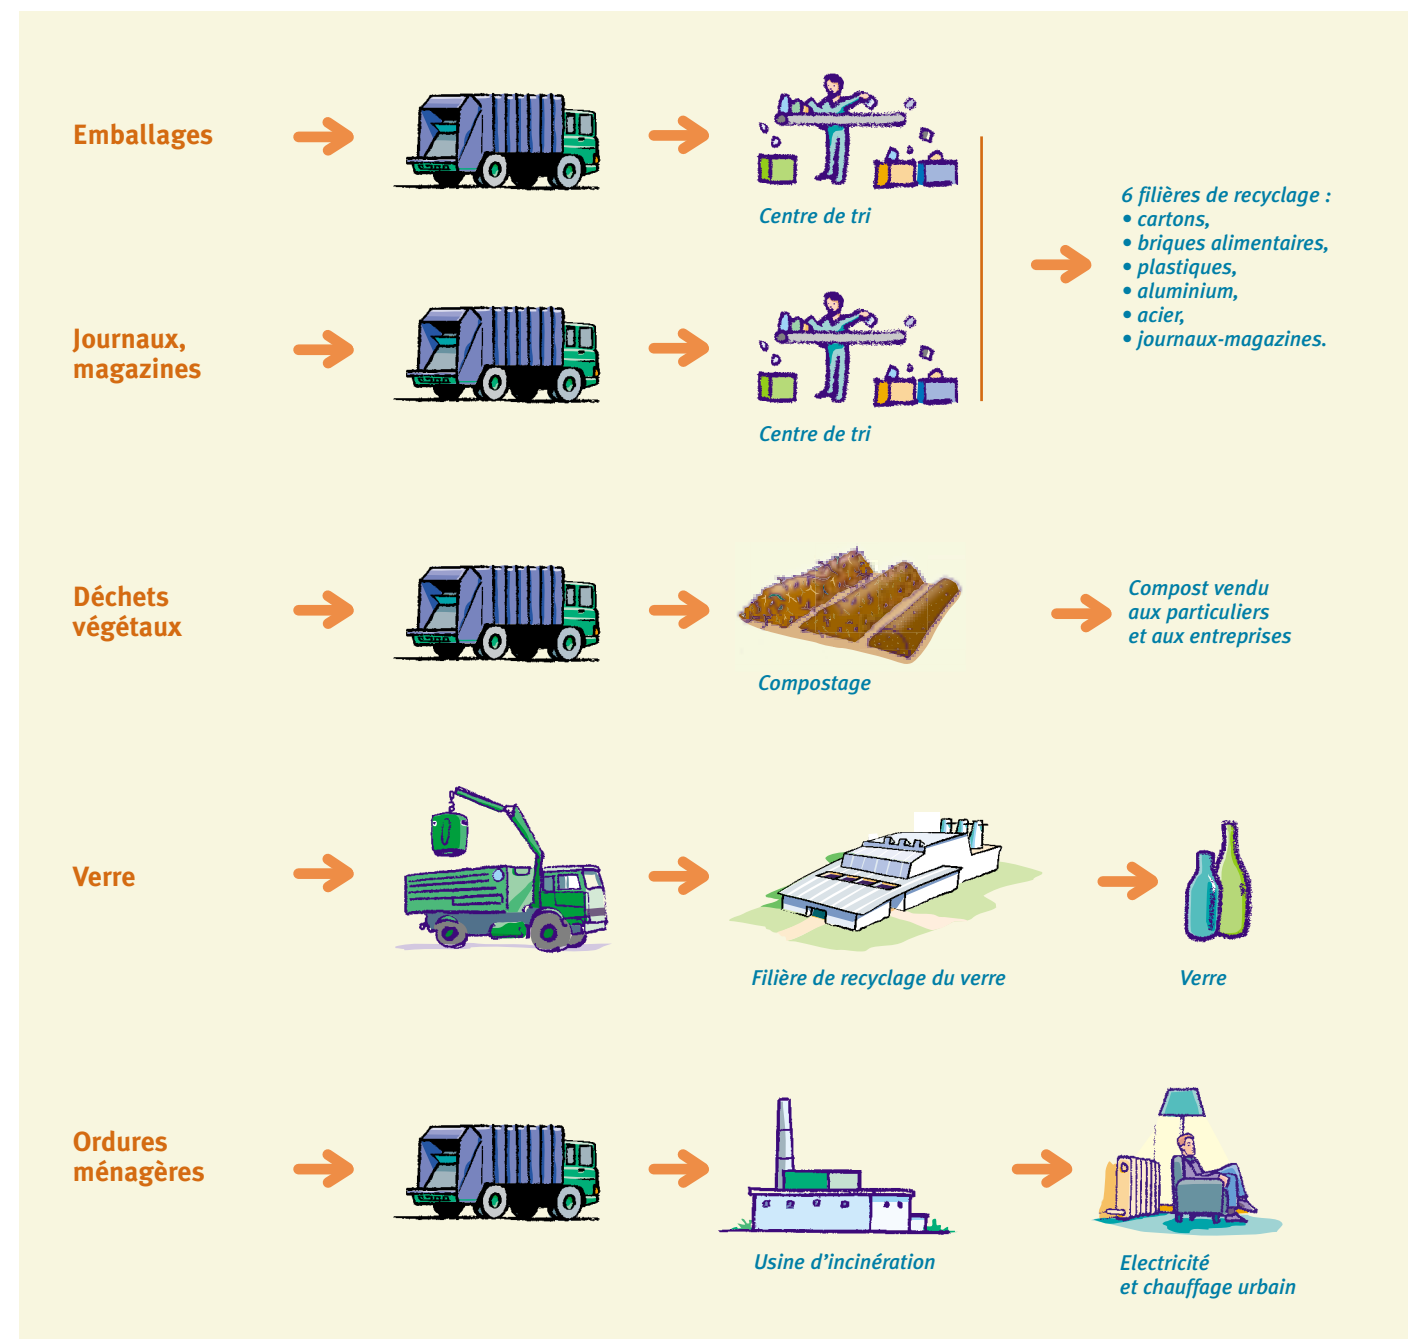 Emballages
Centre de tri
Journaux,
magazines
Centre de tri
6 filières de recyclage :
• cartons,
• briques alimentaires,
• plastiques,
• aluminium,
• acier,
• journaux-magazines.
Déchets
végétaux
Compostage
Compost vendu
aux particuliers
et aux entreprises
Verre
Filière de recyclage du verre
Verre
Ordures
ménagères
Usine d’incinération
Electricité
et chauffage urbain